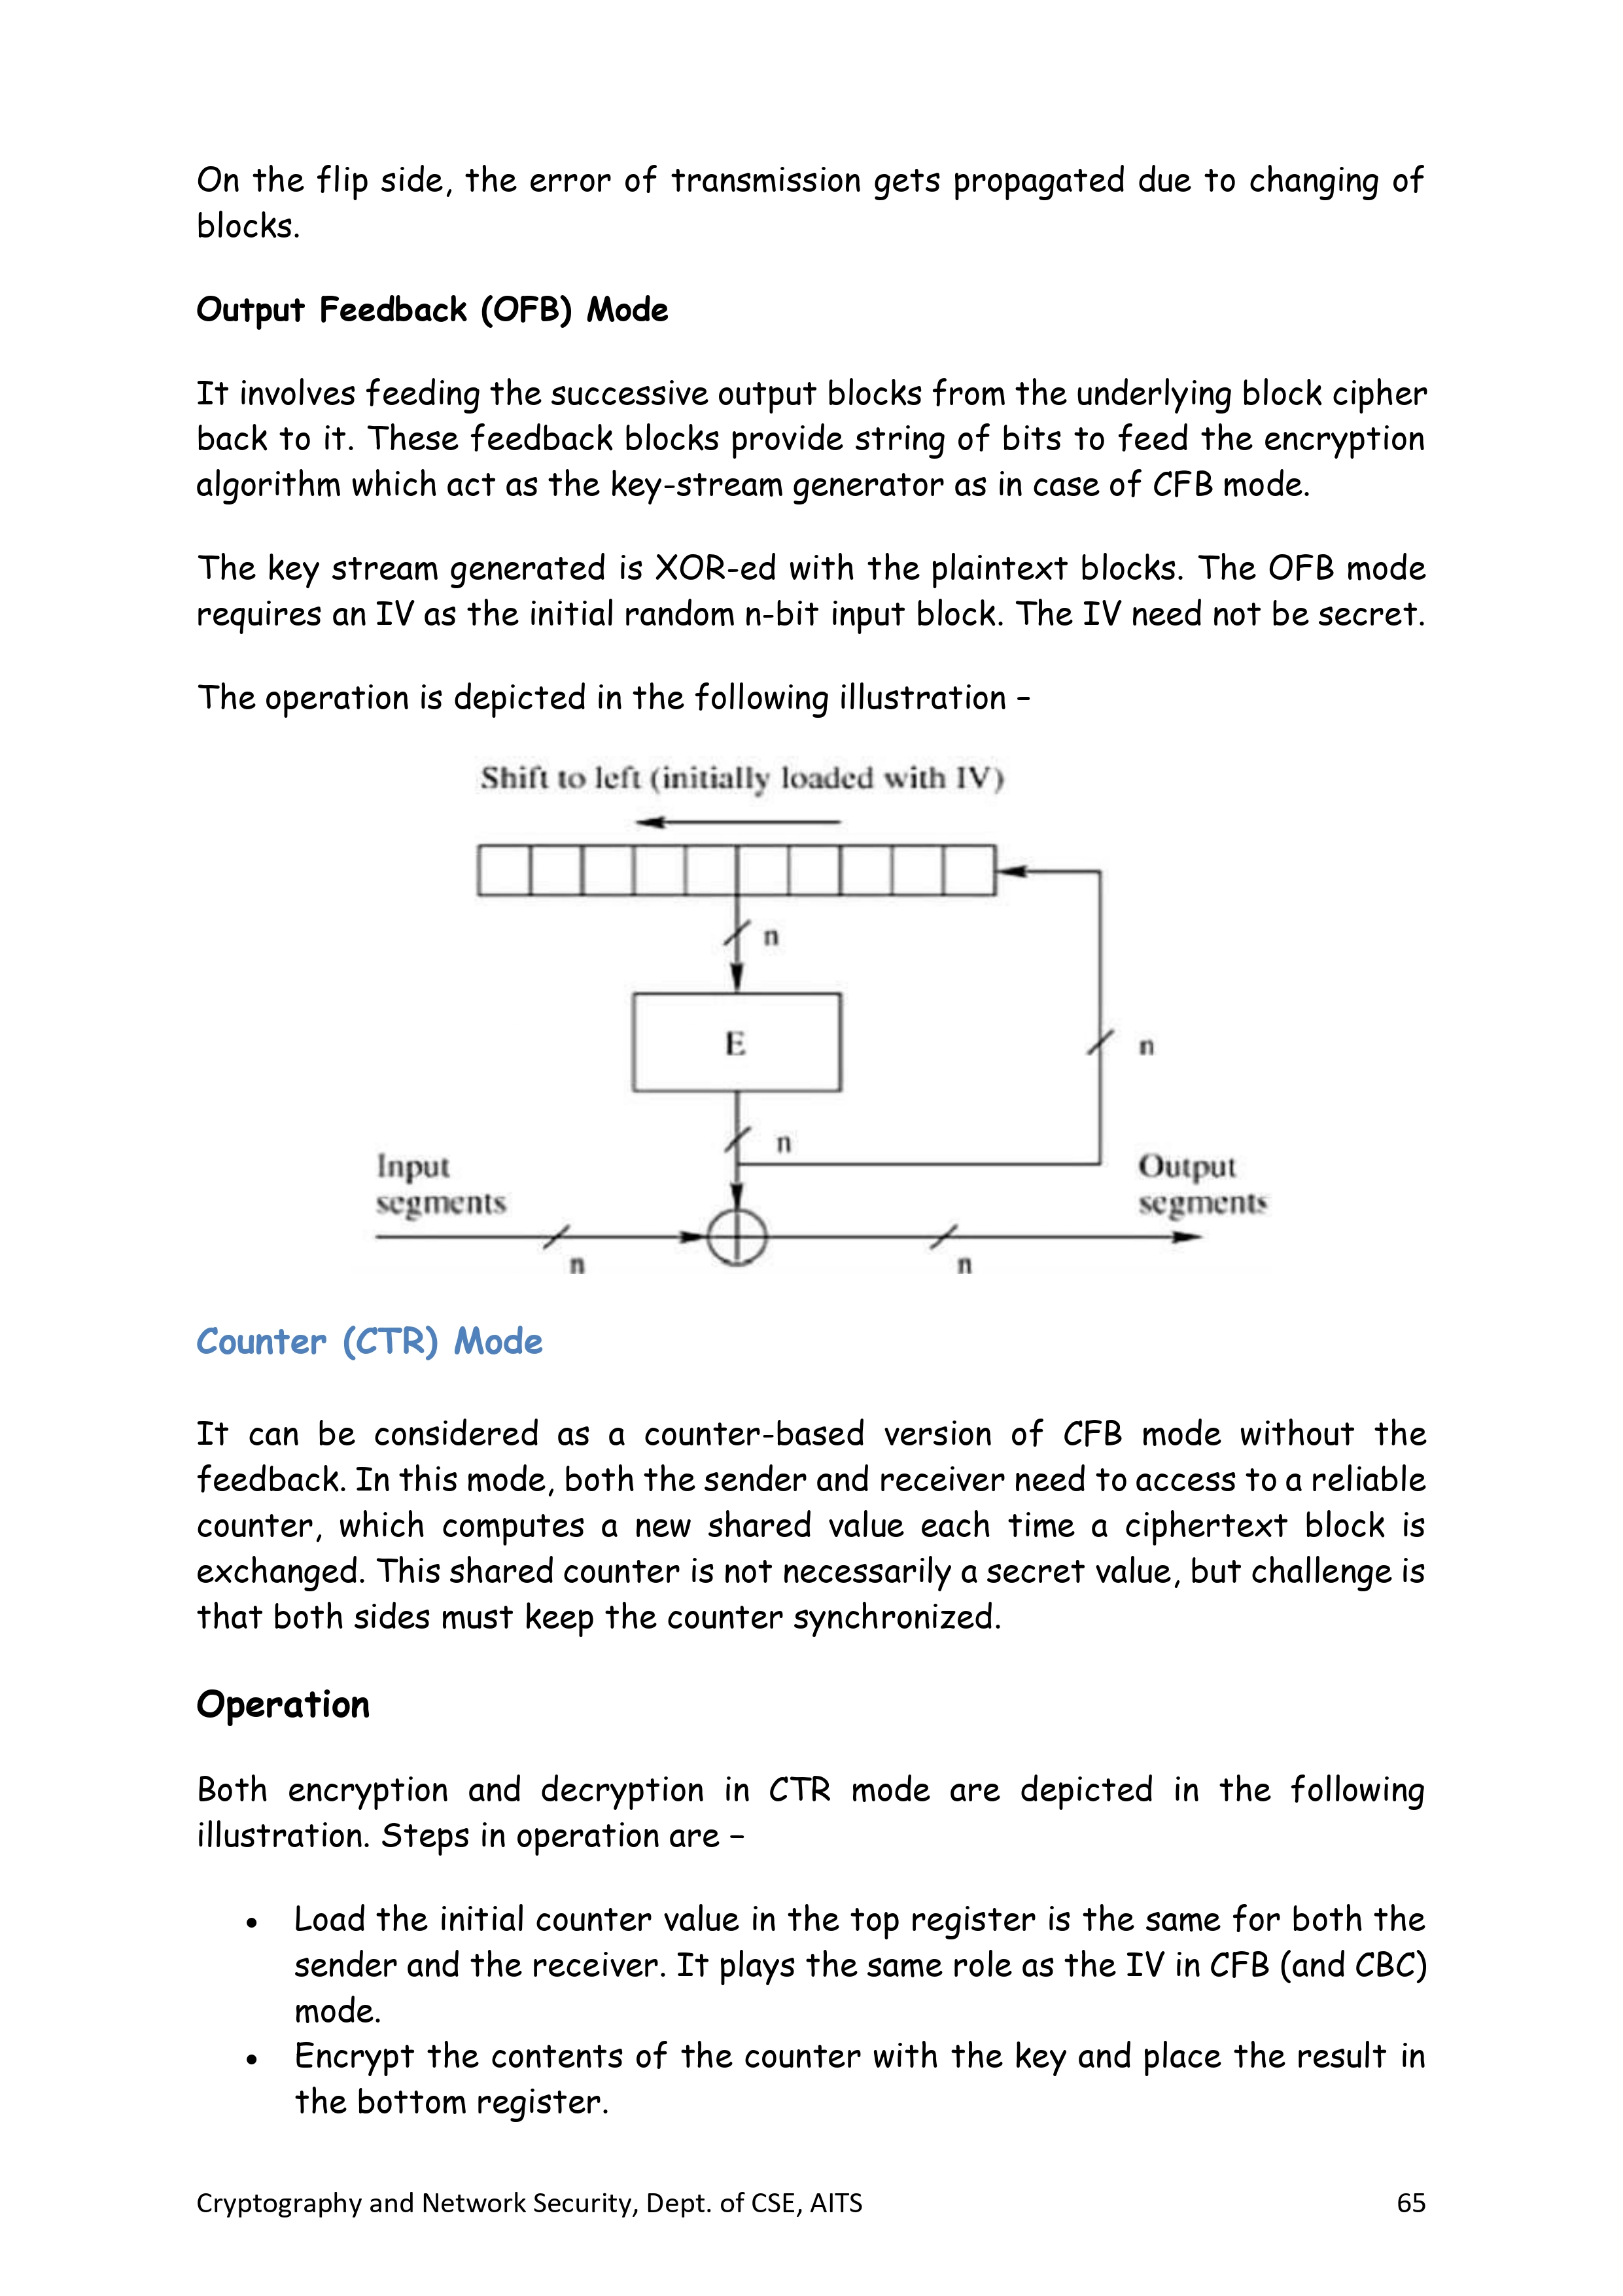 On the flip side, the error of transmission gets propagated due to changing of
blocks.
Output Feedback (OFB) Mode
It involves feeding the successive output blocks from the underlying block cipher
back to it. These feedback blocks provide string of bits to feed the encryption
algorithm which act as the key-stream generator as in case of CFB mode.
The key stream generated is XOR-ed with the plaintext blocks. The OFB mode
requires an IV as the initial random n-bit input block. The IV need not be secret.
The operation is depicted in the following illustration –
Shift to left (initially loaded with IV)
n
E
n
n
Input
segments
Output
segments
n
n
Counter (CTR) Mode
It can be considered as a counter-based version of CFB mode without the
feedback. In this mode, both the sender and receiver need to access to a reliable
counter, which computes a new shared value each time a ciphertext block is
exchanged. This shared counter is not necessarily a secret value, but challenge is
that both sides must keep the counter synchronized.
Operation
Both encryption and decryption in CTR mode are depicted in the following
illustration. Steps in operation are –
• Load the initial counter value in the top register is the same for both the
sender and the receiver. It plays the same role as the IV in CFB (and CBC)
mode.
• Encrypt the contents of the counter with the key and place the result in
the bottom register.
Cryptography and Network Security, Dept. of CSE, AITS 65